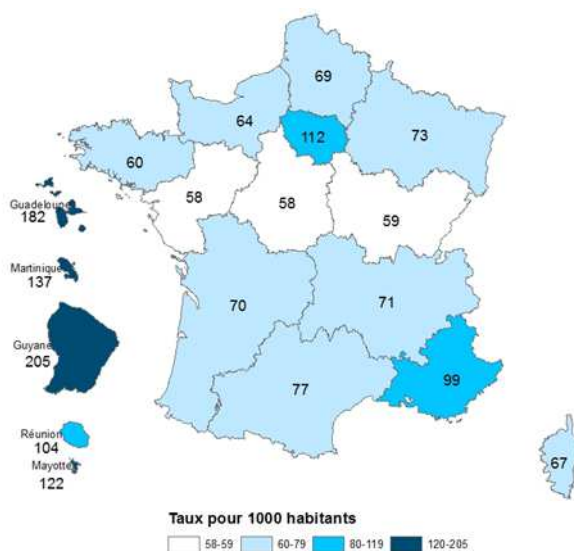 69
64
112
73
60
58
58
59
Guadeloupe
182
Martinique
137
70
71
Guyane
205
77
99
Réunion
104
67
Mayotte
122
Taux pour 1000 habitants
58-59 60-79 80-119 120-205